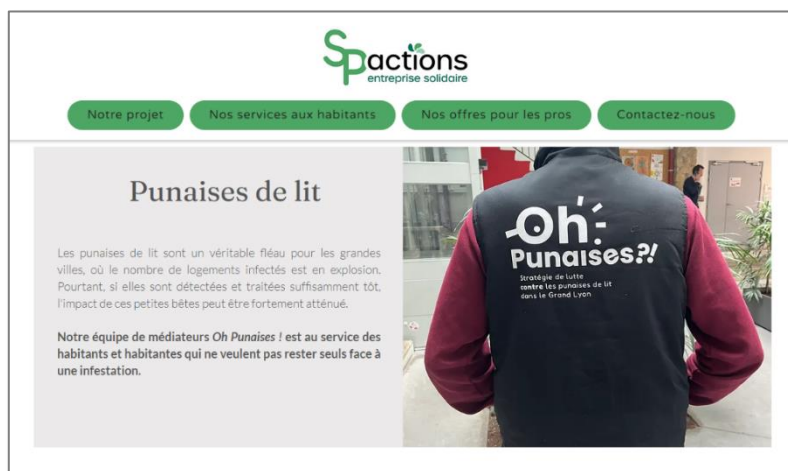 SPactions
entreprise solidaire
Notre projet
Nos services aux habitants
Nos offres pour les pros
Contactez-nous
Punaises de lit
Les punaises de lit sont un véritable fléau pour les grandes
villes, où le nombre de logements infectés est en explosion.
Pourtant, si elles sont détectées et traitées suffisamment tôt,
l'impact de ces petites bêtes peut être fortement atténué.
Notre équipe de médiateurs Oh Punaises ! est au service des
habitants et habitantes qui ne veulent pas rester seuls face à
une infestation.
Oh
Punaises?!
Stratégie de lutte
contre les punaises de lit
dans le Grand Lyon